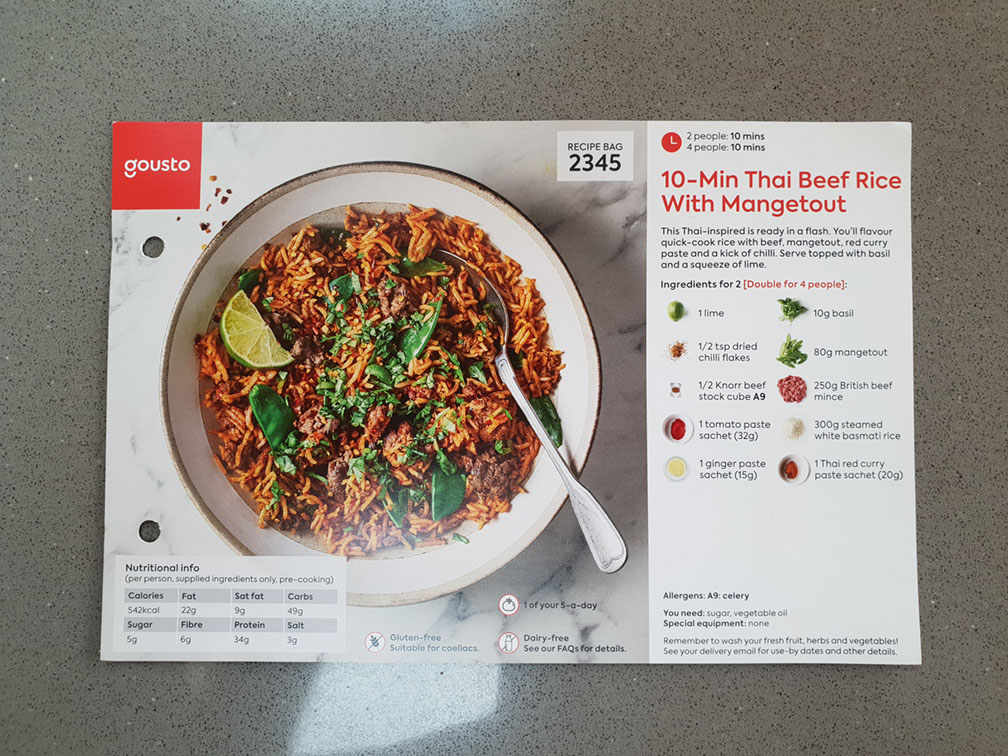 gousto
RECIPE BAG
2345
2 people: 10 mins
4 people: 10 mins
10-Min Thai Beef Rice
With Mangetout
This Thai-inspired is ready in a flash. You'll flavour
quick-cook rice with beef, mangetout, red curry
paste and a kick of chilli. Serve topped with basil
and a squeeze of lime.
Ingredients for 2 [Double for 4 people]:
1 lime
10g basil
1/2 tsp dried
chilli flakes
80g mangetout
1/2 Knorr beef
stock cube A9
250g British beef
mince
1 tomato paste
sachet (32g)
300g steamed
white basmati rice
1 ginger paste
sachet (15g)
1 Thai red curry
paste sachet (20g)
Allergens: A9: celery
You need: sugar, vegetable oil
Special equipment: none
Remember to wash your fresh fruit, herbs and vegetables!
See your delivery email for use-by dates and other details.
Nutritional info
(per person, supplied ingredients only, pre-cooking)
Calories Fat Sat fat Carbs
542kcal 22g 9g 49g
Sugar Fibre Protein Salt
5g 6g 34g 3g
1 of your 5-a-day
Gluten-free
Suitable for coeliacs.
Dairy-free
See our FAQs for details.